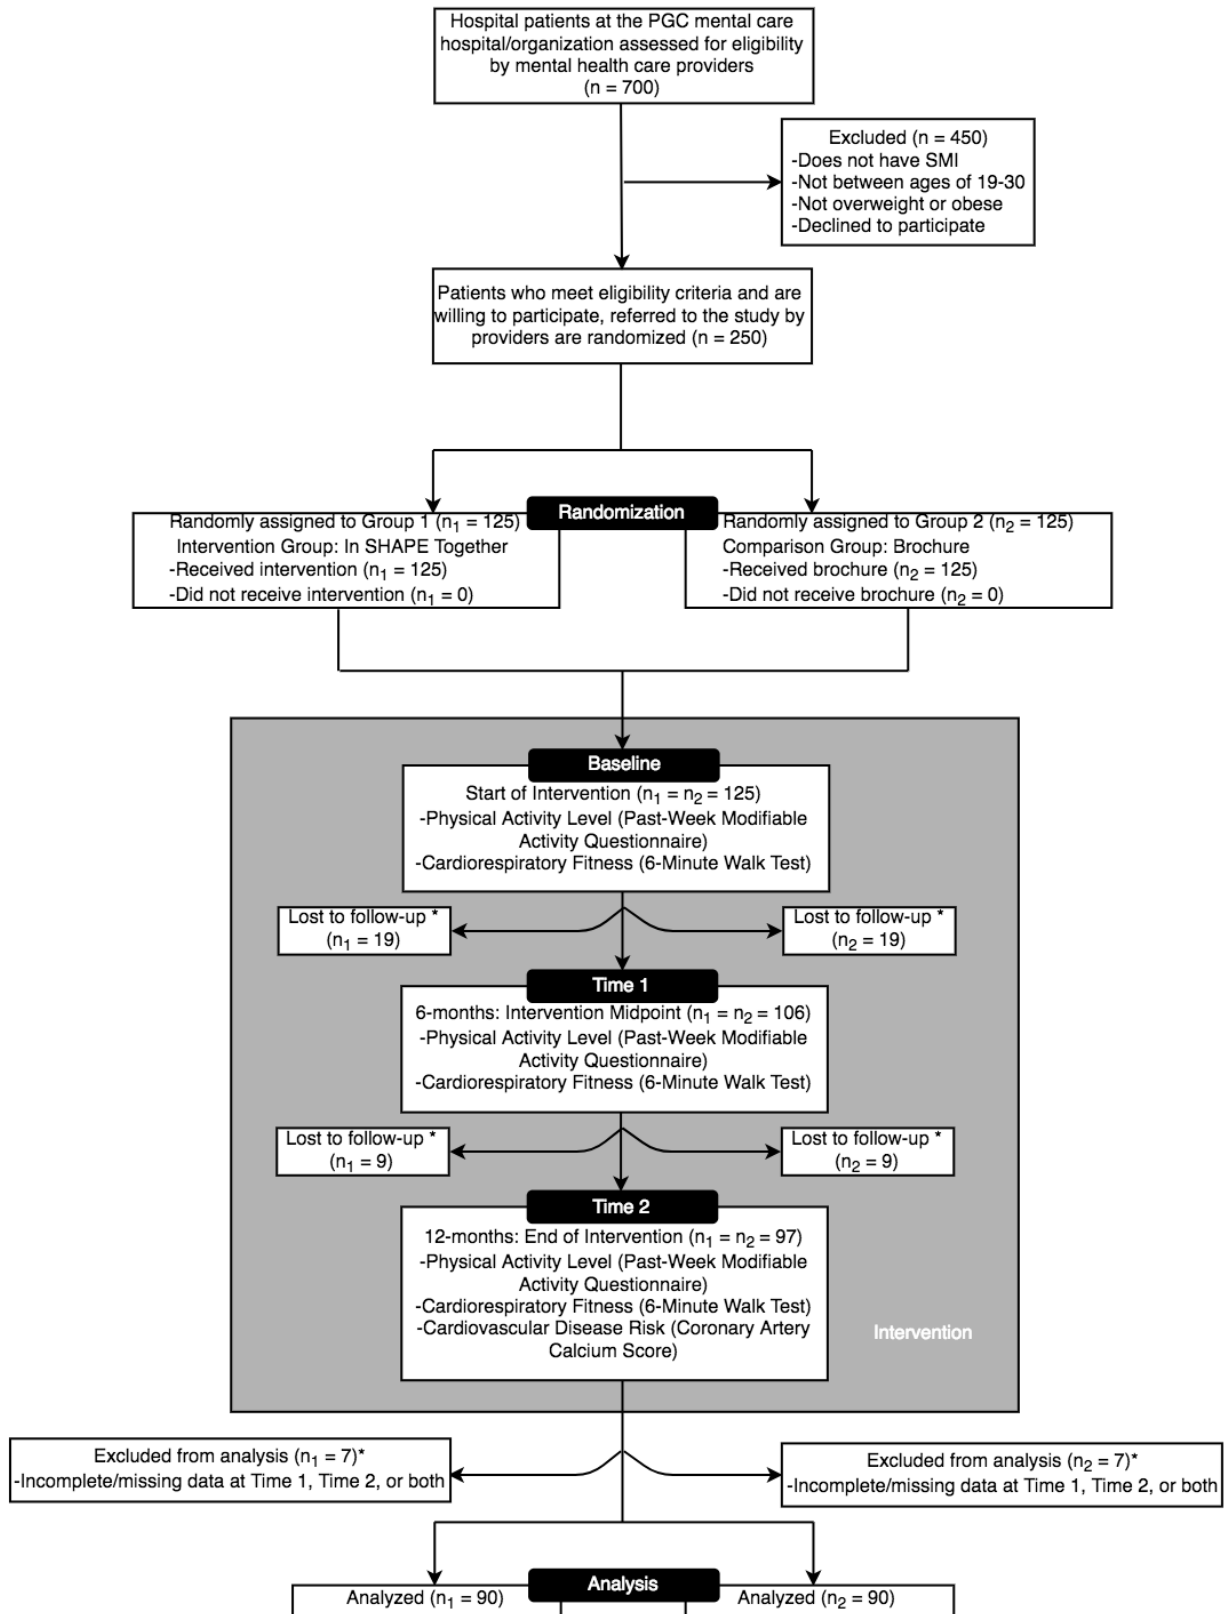 Hospital patients at the PGC mental care
hospital/organization assessed for eligibility
by mental health care providers
(n = 700)
Excluded (n = 450)
-Does not have SMI
-Not between ages of 19-30
-Not overweight or obese
-Declined to participate
Patients who meet eligibility criteria and are
willing to participate, referred to the study by
providers are randomized (n = 250)
Randomization
Randomly assigned to Group 1 (n₁ = 125)
Intervention Group: In SHAPE Together
-Received intervention (n₁ = 125)
-Did not receive intervention (n₁ = 0)
Randomly assigned to Group 2 (n₂ = 125)
Comparison Group: Brochure
-Received brochure (n₂ = 125)
-Did not receive brochure (n₂ = 0)
Baseline
Start of Intervention (n₁ = n₂ = 125)
-Physical Activity Level (Past-Week Modifiable
Activity Questionnaire)
-Cardiorespiratory Fitness (6-Minute Walk Test)
Lost to follow-up *
(n₁ = 19)
Lost to follow-up *
(n₂ = 19)
Time 1
6-months: Intervention Midpoint (n₁ = n₂ = 106)
-Physical Activity Level (Past-Week Modifiable
Activity Questionnaire)
-Cardiorespiratory Fitness (6-Minute Walk Test)
Lost to follow-up *
(n₁ = 9)
Lost to follow-up *
(n₂ = 9)
Time 2
12-months: End of Intervention (n₁ = n₂ = 97)
-Physical Activity Level (Past-Week Modifiable
Activity Questionnaire)
-Cardiorespiratory Fitness (6-Minute Walk Test)
-Cardiovascular Disease Risk (Coronary Artery
Calcium Score)
Intervention
Excluded from analysis (n₁ = 7)*
-Incomplete/missing data at Time 1, Time 2, or both
Excluded from analysis (n₂ = 7)*
-Incomplete/missing data at Time 1, Time 2, or both
Analysis
Analyzed (n₁ = 90)
Analyzed (n₂ = 90)